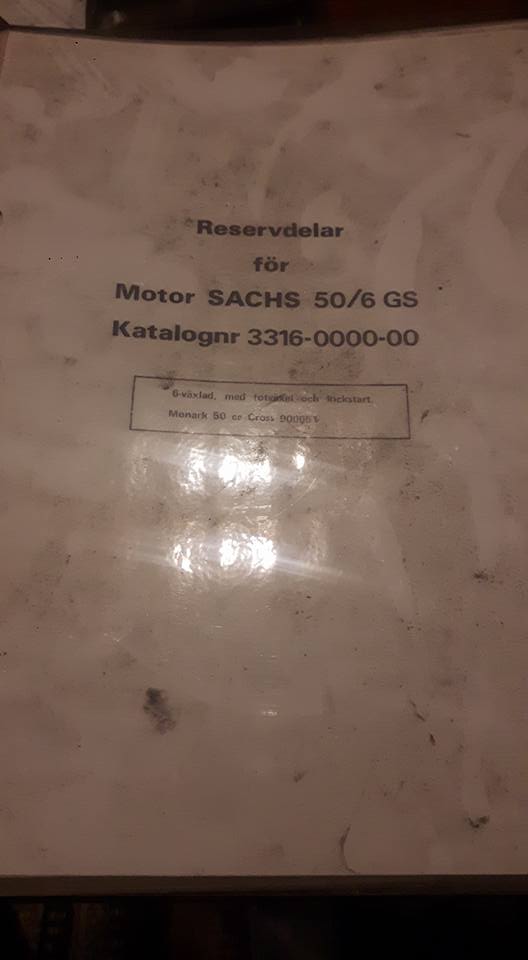 Reservdelar
för
Motor SACHS 50/6 GS
Katalognr 3316-0000-00
6-växlad, med och kickstart.
Monark 50 cc Cross